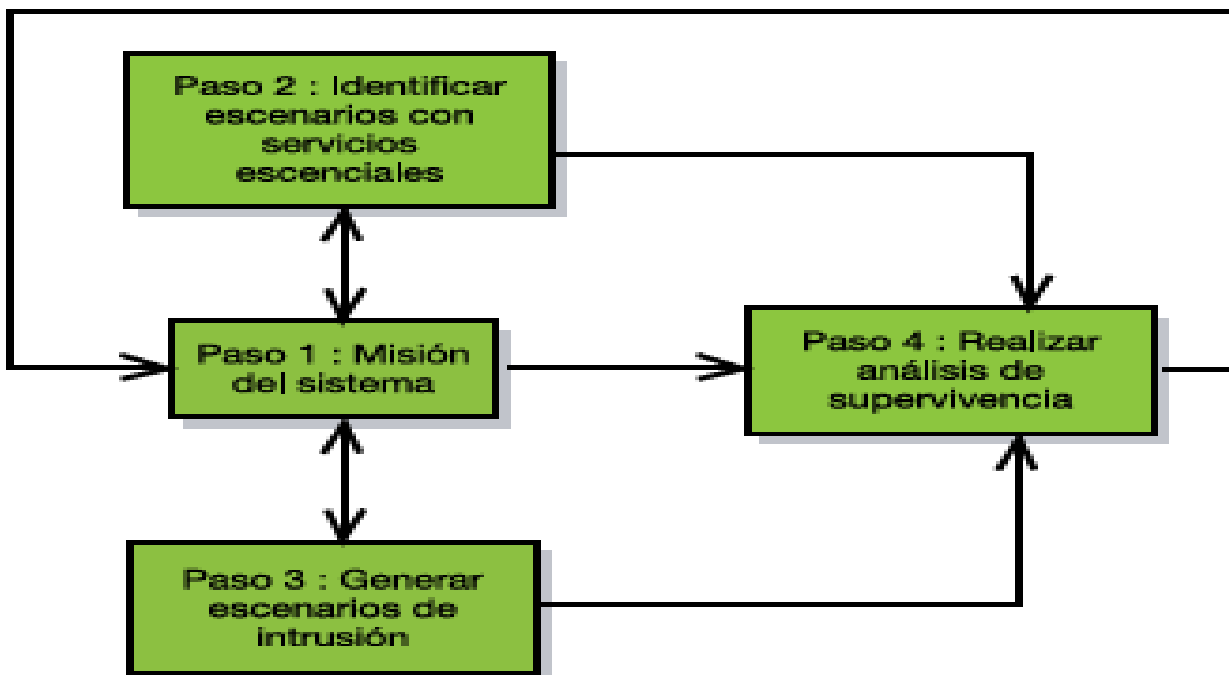 Paso 2 : Identificar
escenarios con
servicios
escenciales
Paso 1 : Misión
del sistema
Paso 4 : Realizar
análisis de
supervivencia
Paso 3 : Generar
escenarios de
intrusión